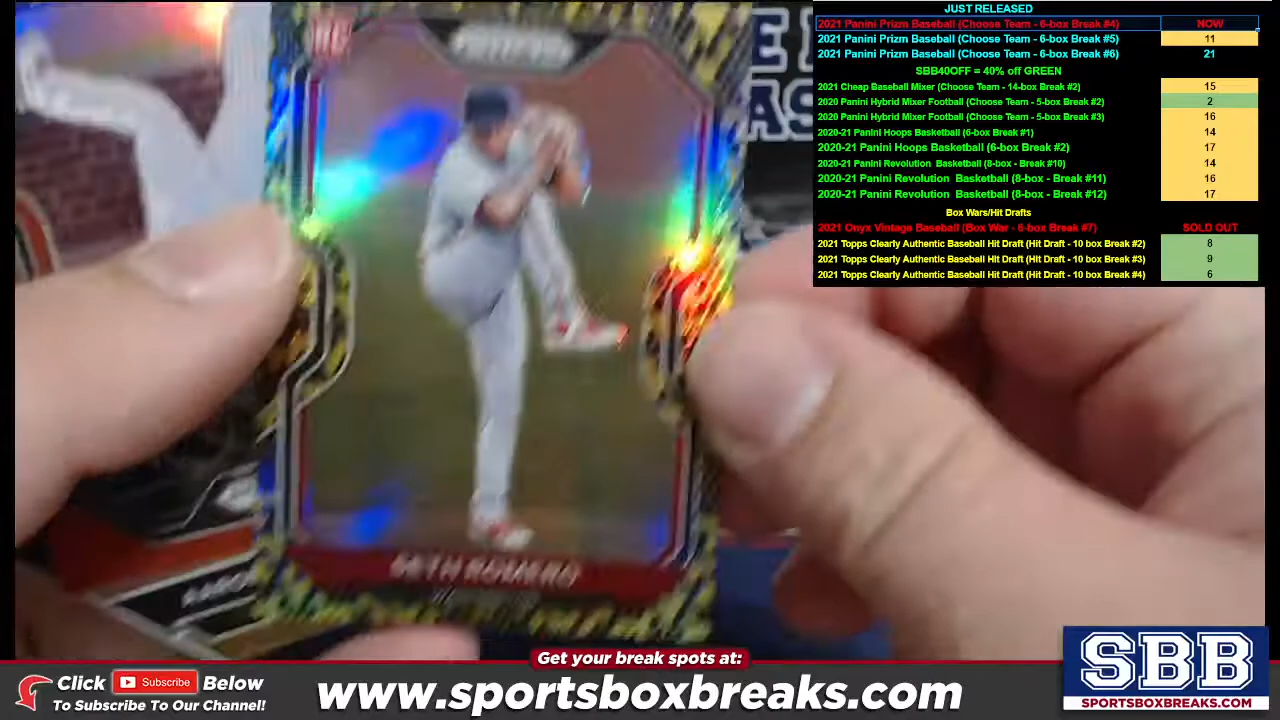 JUST RELEASED
2021 Panini Prizm Baseball (Choose Team - 6-box Break #4) NOW
2021 Panini Prizm Baseball (Choose Team - 6-box Break #5) 11
2021 Panini Prizm Baseball (Choose Team - 6-box Break #6) 21
SBB40OFF = 40% off GREEN
2021 Cheap Baseball Mixer (Choose Team - 14-box Break #2) 15
2020 Panini Hybrid Mixer Football (Choose Team - 5-box Break #2) 2
2020 Panini Hybrid Mixer Football (Choose Team - 5-box Break #3) 16
2020-21 Panini Hoops Basketball (6-box Break #1) 14
2020-21 Panini Hoops Basketball (6-box Break #2) 17
2020-21 Panini Revolution Basketball (8-box - Break #10) 14
2020-21 Panini Revolution Basketball (8-box - Break #11) 16
2020-21 Panini Revolution Basketball (8-box - Break #12) 17
Box Wars/Hit Drafts
2021 Onyx Vintage Baseball (Box War - 6-box Break #7) SOLD OUT
2021 Topps Clearly Authentic Baseball Hit Draft (Hit Draft - 10 box Break #2) 8
2021 Topps Clearly Authentic Baseball Hit Draft (Hit Draft - 10 box Break #3) 9
2021 Topps Clearly Authentic Baseball Hit Draft (Hit Draft - 10 box Break #4) 6
SETH ROMERO
Get your break spots at:
Click Subscribe Below
To Subscribe To Our Channel!
www.sportsboxbreaks.com
SBB
SPORTSBOXBREAKS.COM